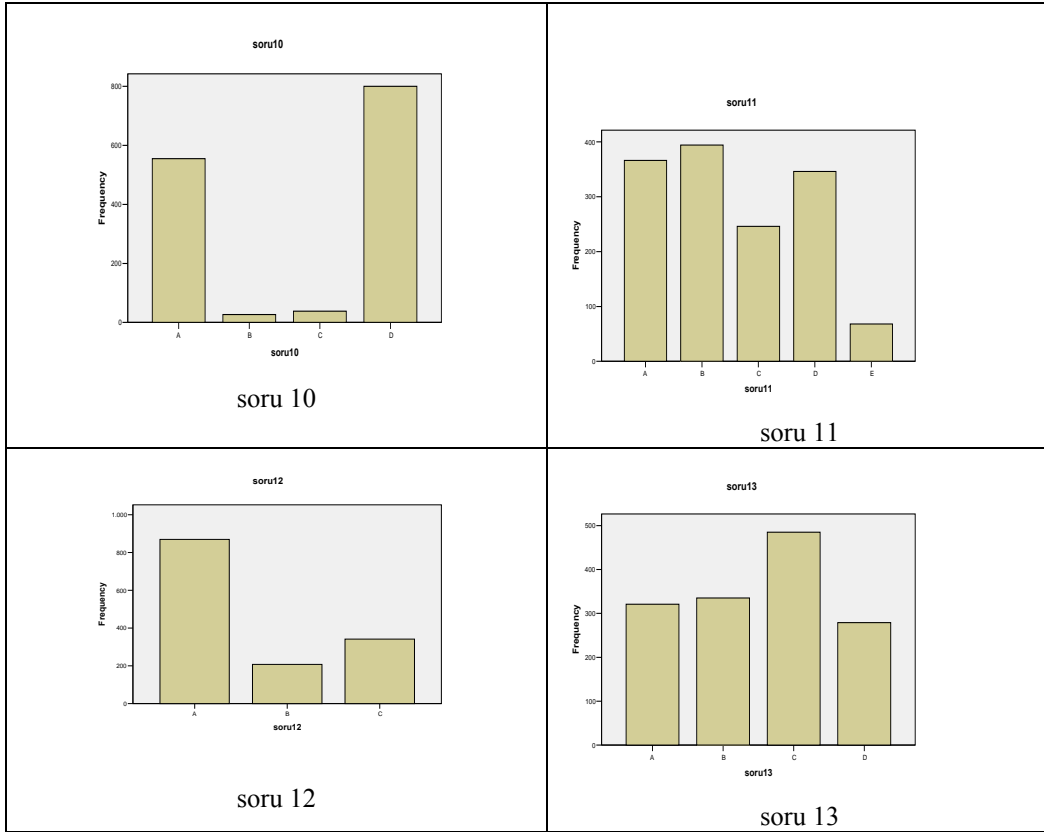 soru10
Frequency
800
600
400
200
0
A B C D
soru10
soru 10
soru11
Frequency
400
300
200
100
0
A B C D E
soru11
soru 11
soru12
Frequency
1.000
800
600
400
200
0
A B C
soru12
soru 12
soru13
Frequency
500
400
300
200
100
0
A B C D
soru13
soru 13